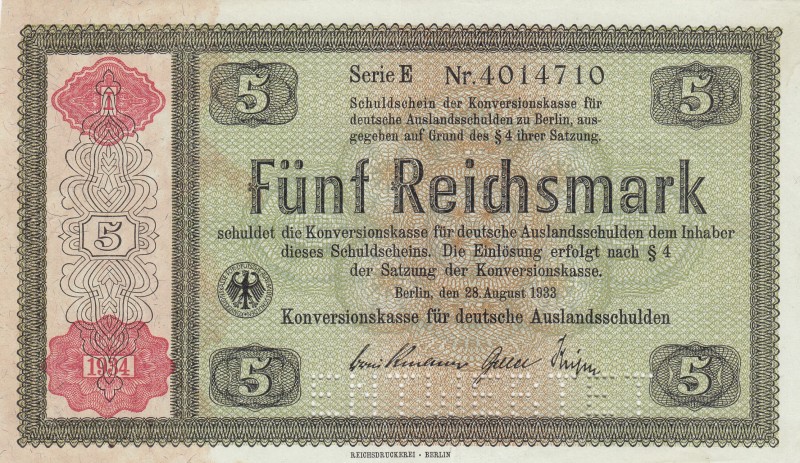 5 Serie E Nr. 4014710 5
Schuldschein der Konversionskasse für
deutsche Auslandsschulden zu Berlin, aus-
gegeben auf Grund des § 4 ihrer Satzung.
Fünf Reichsmark
schuldet die Konversionskasse für deutsche Auslandsschulden dem Inhaber
dieses Schuldscheins. Die Einlösung erfolgt nach § 4
der Satzung der Konversionskasse.
Berlin, den 28. August 1933
Konversionskasse für deutsche Auslandsschulden
5
1934
5 5
ENTWERTET
REICHSDRUCKEREI • BERLIN